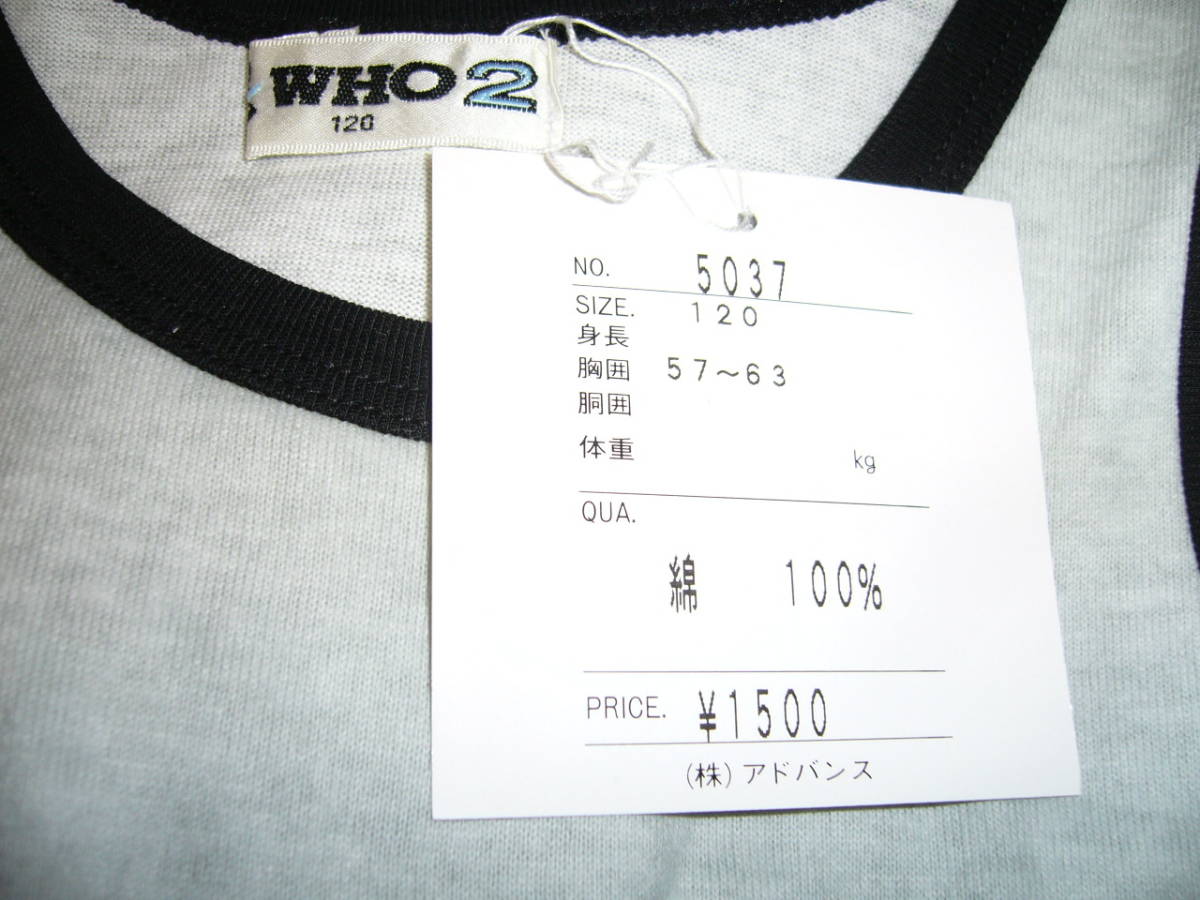 WHO2
120
NO. 5037
SIZE. 120
身長
胸囲 57～63
胴囲
体重 kg
QUA.
綿 100%
PRICE. ¥1500
(株)アドバンス